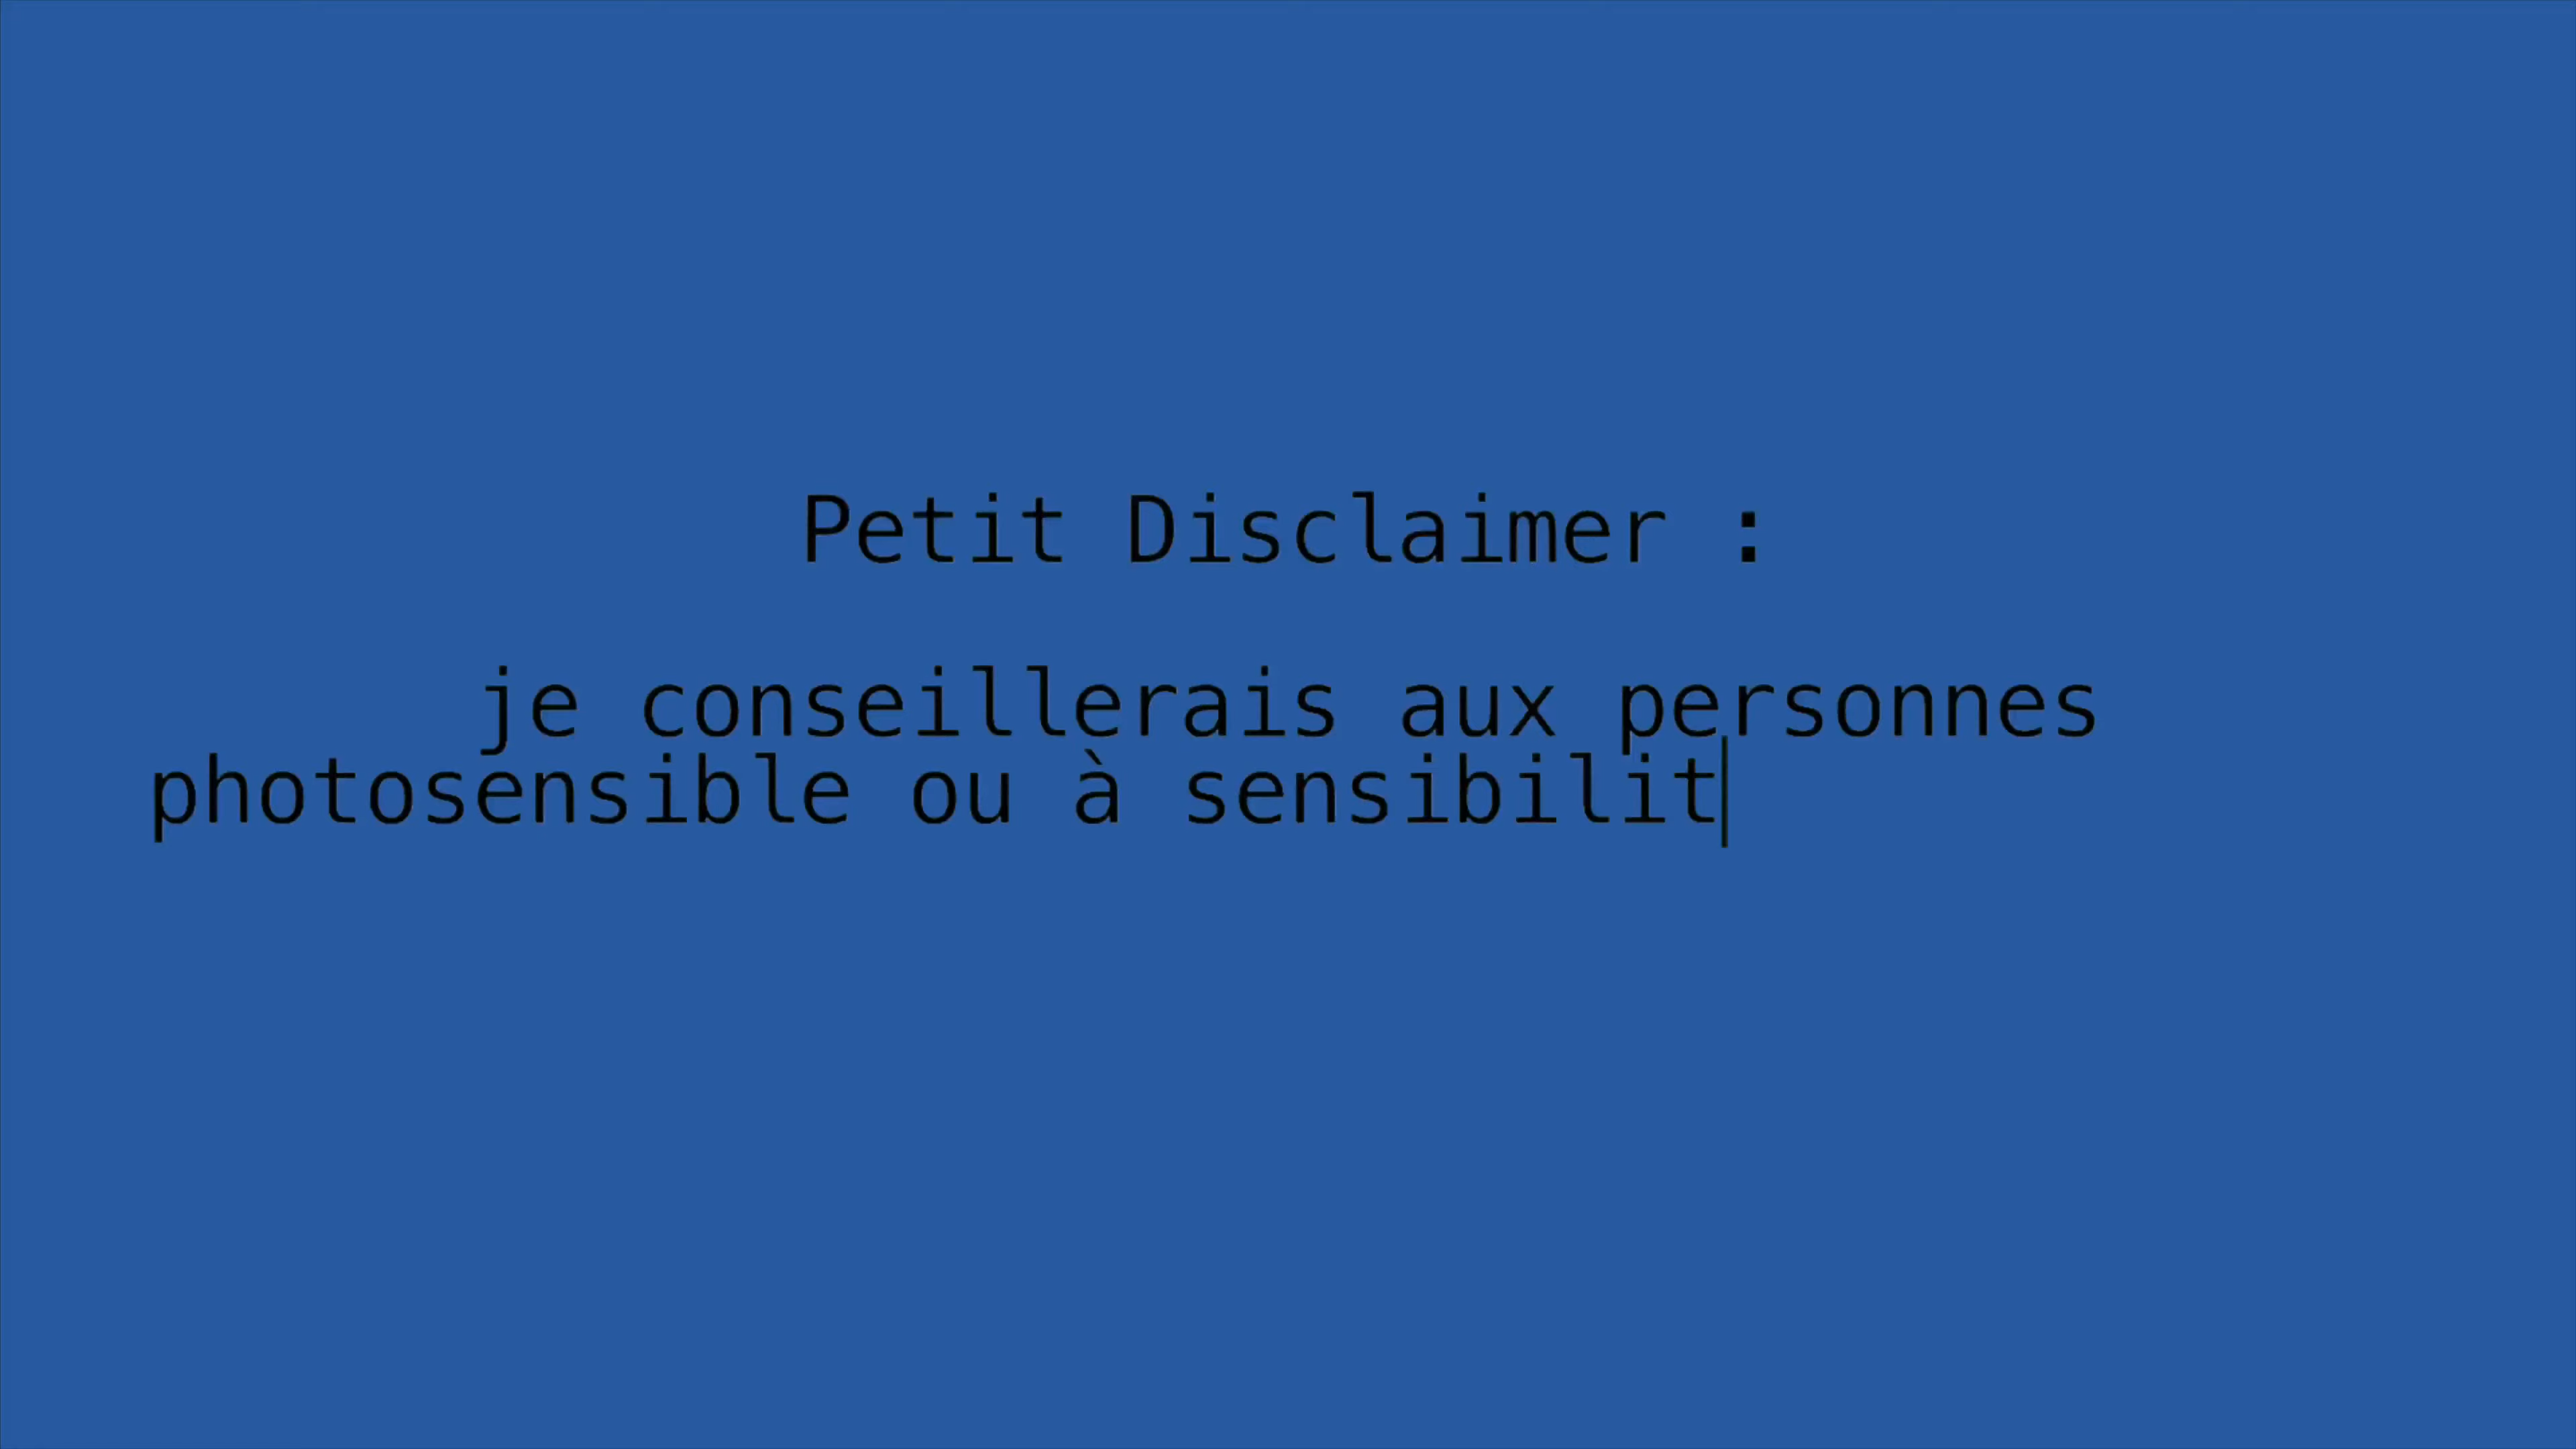 Petit Disclaimer :
je conseillerais aux personnes
photosensible ou à sensibilit